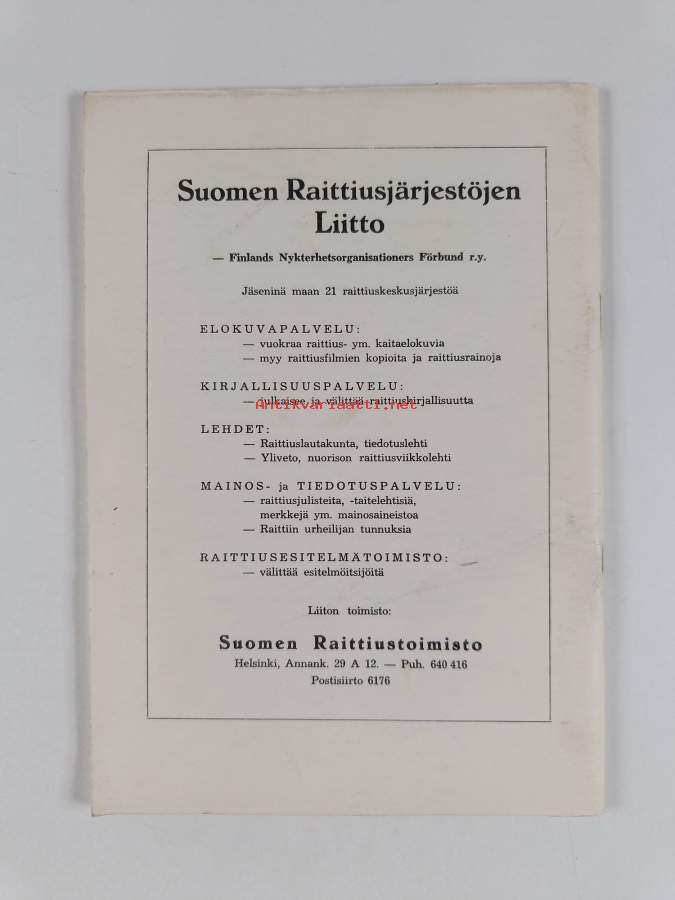 Suomen Raittiusjärjestöjen
Liitto
— Finlands Nykterhetsorganisationers Förbund r.y.
Jäseninä maan 21 raittiuskeskusjärjestöä
ELOKUVAPALVELU:
— vuokraa raittius- ym. kaitaelokuvia
— myy raittiusfilmien kopioita ja raittiusrainoja
KIRJALLISUUSPALVELU:
— julkaisee ja välittää raittiuskirjallisuutta
Antikvariaatti.net
LEHDET:
— Raittiuslautakunta, tiedotuslehti
— Yliveto, nuorison raittiusviikkolehti
MAINOS- ja TIEDOTUSPALVELU:
— raittiusjulisteita, -taitelehtisiä,
merkkejä ym. mainosaineistoa
— Raittiin urheilijan tunnuksia
RAITTIUSESITELMÄTOIMISTO:
— välittää esitelmöitsijöitä
Liiton toimisto:
Suomen Raittiustoimisto
Helsinki, Annank. 29 A 12. — Puh. 640 416
Postisiirto 6176